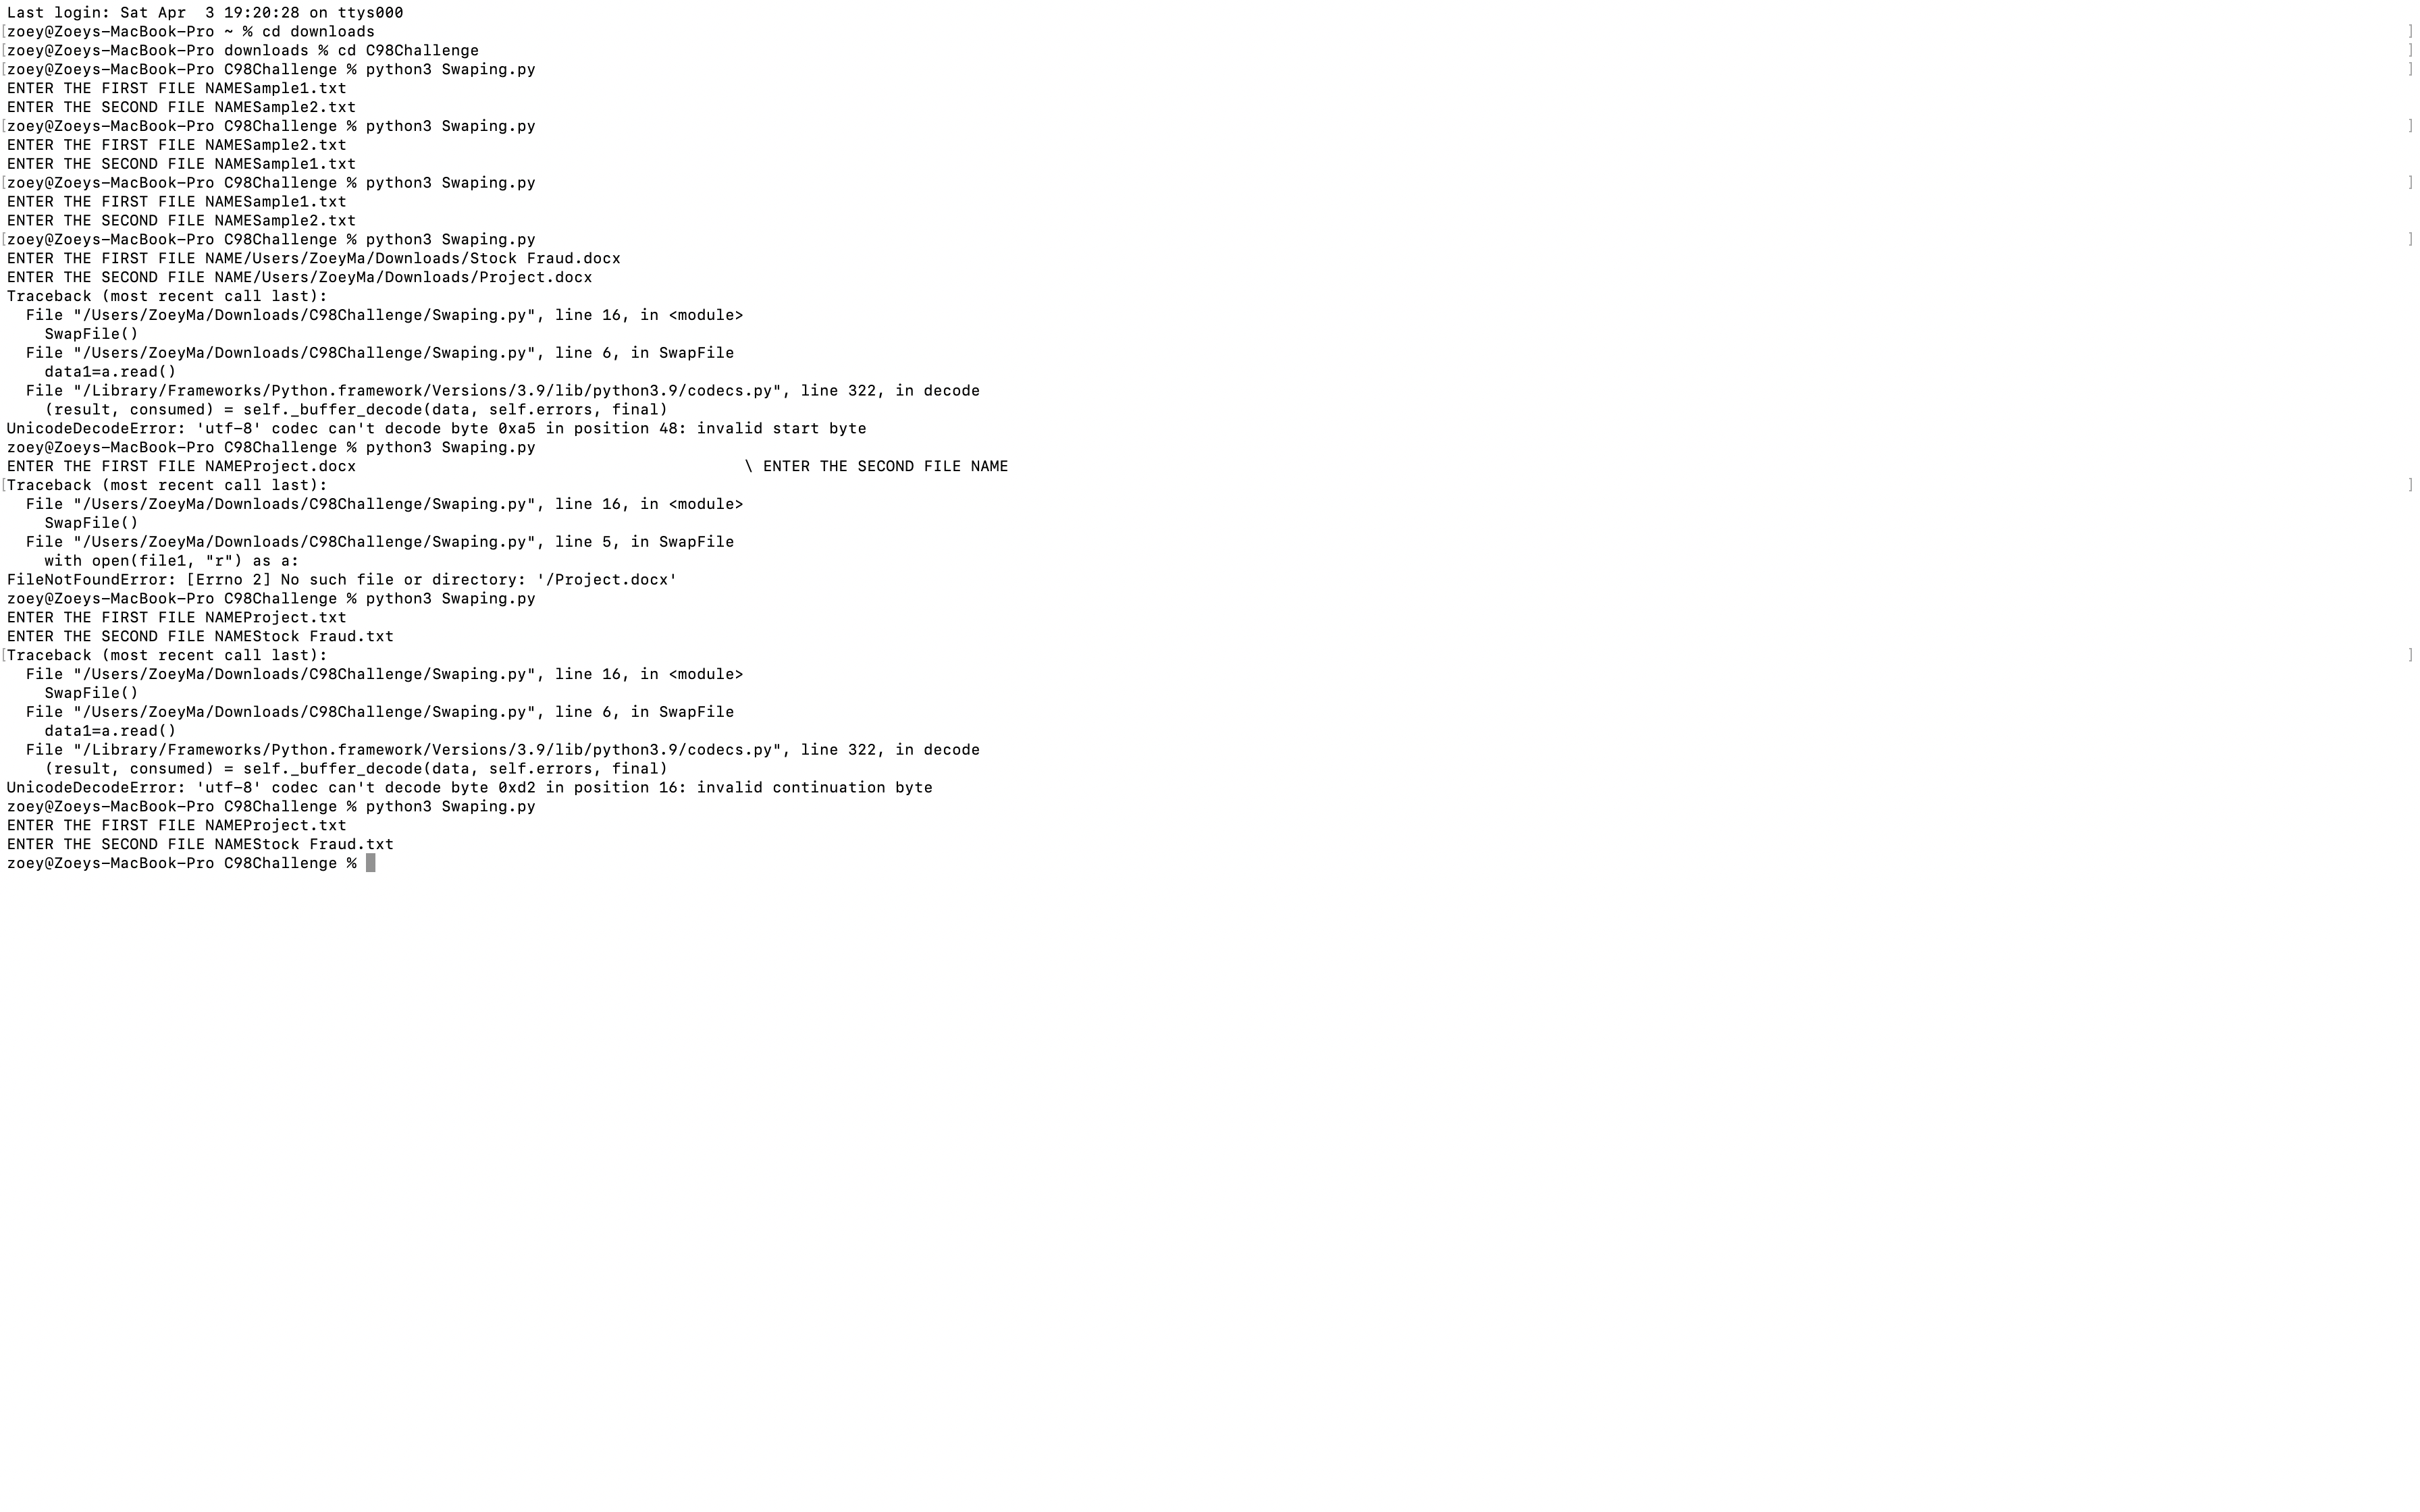 Last login: Sat Apr  3 19:20:28 on ttys000
[zoey@Zoeys-MacBook-Pro ~ % cd downloads ]
[zoey@Zoeys-MacBook-Pro downloads % cd C98Challenge ]
[zoey@Zoeys-MacBook-Pro C98Challenge % python3 Swaping.py ]
ENTER THE FIRST FILE NAMESample1.txt
ENTER THE SECOND FILE NAMESample2.txt
[zoey@Zoeys-MacBook-Pro C98Challenge % python3 Swaping.py ]
ENTER THE FIRST FILE NAMESample2.txt
ENTER THE SECOND FILE NAMESample1.txt
[zoey@Zoeys-MacBook-Pro C98Challenge % python3 Swaping.py ]
ENTER THE FIRST FILE NAMESample1.txt
ENTER THE SECOND FILE NAMESample2.txt
[zoey@Zoeys-MacBook-Pro C98Challenge % python3 Swaping.py ]
ENTER THE FIRST FILE NAME/Users/ZoeyMa/Downloads/Stock Fraud.docx
ENTER THE SECOND FILE NAME/Users/ZoeyMa/Downloads/Project.docx
Traceback (most recent call last):
  File "/Users/ZoeyMa/Downloads/C98Challenge/Swaping.py", line 16, in <module>
    SwapFile()
  File "/Users/ZoeyMa/Downloads/C98Challenge/Swaping.py", line 6, in SwapFile
    data1=a.read()
  File "/Library/Frameworks/Python.framework/Versions/3.9/lib/python3.9/codecs.py", line 322, in decode
    (result, consumed) = self._buffer_decode(data, self.errors, final)
UnicodeDecodeError: 'utf-8' codec can't decode byte 0xa5 in position 48: invalid start byte
zoey@Zoeys-MacBook-Pro C98Challenge % python3 Swaping.py
ENTER THE FIRST FILE NAMEProject.docx \ ENTER THE SECOND FILE NAME
[Traceback (most recent call last): ]
  File "/Users/ZoeyMa/Downloads/C98Challenge/Swaping.py", line 16, in <module>
    SwapFile()
  File "/Users/ZoeyMa/Downloads/C98Challenge/Swaping.py", line 5, in SwapFile
    with open(file1, "r") as a:
FileNotFoundError: [Errno 2] No such file or directory: '/Project.docx'
zoey@Zoeys-MacBook-Pro C98Challenge % python3 Swaping.py
ENTER THE FIRST FILE NAMEProject.txt
ENTER THE SECOND FILE NAMEStock Fraud.txt
[Traceback (most recent call last): ]
  File "/Users/ZoeyMa/Downloads/C98Challenge/Swaping.py", line 16, in <module>
    SwapFile()
  File "/Users/ZoeyMa/Downloads/C98Challenge/Swaping.py", line 6, in SwapFile
    data1=a.read()
  File "/Library/Frameworks/Python.framework/Versions/3.9/lib/python3.9/codecs.py", line 322, in decode
    (result, consumed) = self._buffer_decode(data, self.errors, final)
UnicodeDecodeError: 'utf-8' codec can't decode byte 0xd2 in position 16: invalid continuation byte
zoey@Zoeys-MacBook-Pro C98Challenge % python3 Swaping.py
ENTER THE FIRST FILE NAMEProject.txt
ENTER THE SECOND FILE NAMEStock Fraud.txt
zoey@Zoeys-MacBook-Pro C98Challenge %